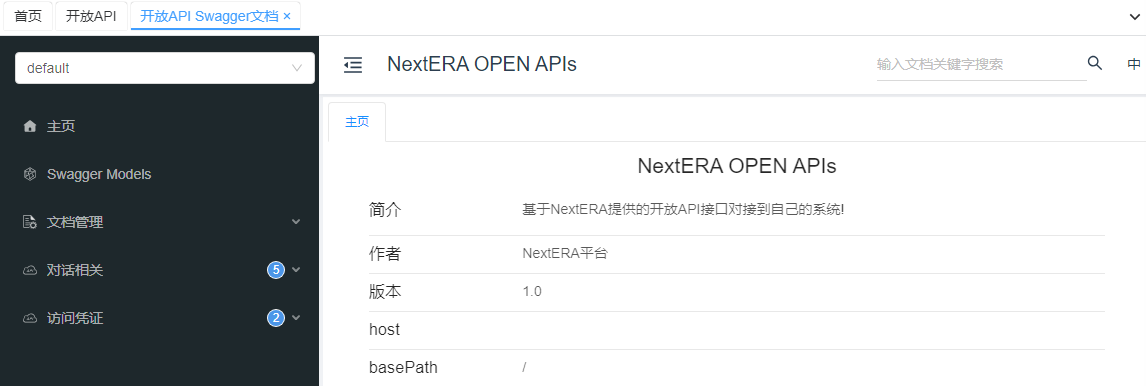 首页
开放API
开放API Swagger文档 ×
default
NextERA OPEN APIs
输入文档关键字搜索
中
主页
Swagger Models
文档管理
对话相关 5
访问凭证 2
主页
NextERA OPEN APIs
简介 基于NextERA提供的开放API接口对接到自己的系统!
作者 NextERA平台
版本 1.0
host
basePath /